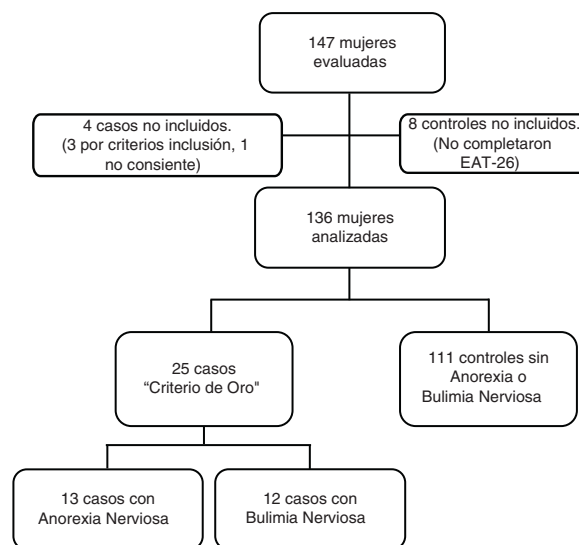 147 mujeres
evaluadas
4 casos no incluidos.
(3 por criterios inclusión, 1
no consiente)
8 controles no incluidos.
(No completaron
EAT-26)
136 mujeres
analizadas
25 casos
“Criterio de Oro"
111 controles sin
Anorexia o
Bulimia Nerviosa
13 casos con
Anorexia Nerviosa
12 casos con
Bulimia Nerviosa